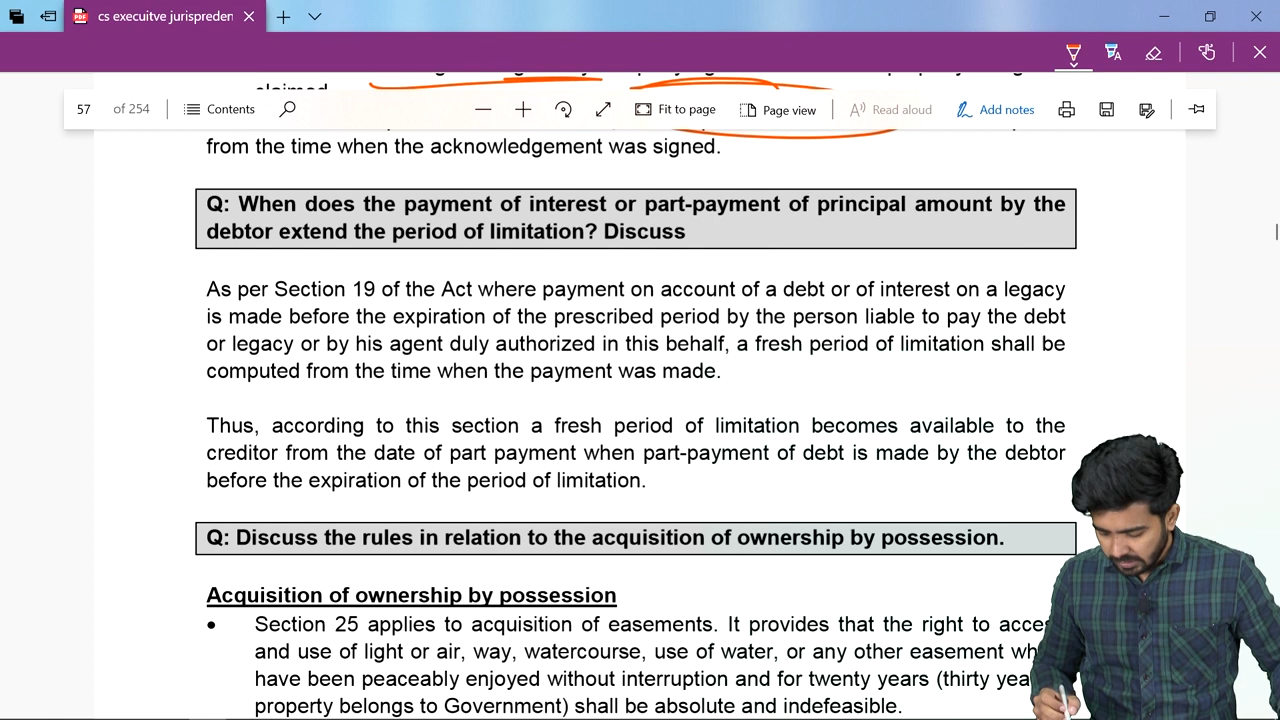 cs execuitve jurispreden
57 of 254 Contents Fit to page Page view Read aloud Add notes
from the time when the acknowledgement was signed.
Q: When does the payment of interest or part-payment of principal amount by the
debtor extend the period of limitation? Discuss
As per Section 19 of the Act where payment on account of a debt or of interest on a legacy
is made before the expiration of the prescribed period by the person liable to pay the debt
or legacy or by his agent duly authorized in this behalf, a fresh period of limitation shall be
computed from the time when the payment was made.
Thus, according to this section a fresh period of limitation becomes available to the
creditor from the date of part payment when part-payment of debt is made by the debtor
before the expiration of the period of limitation.
Q: Discuss the rules in relation to the acquisition of ownership by possession.
Acquisition of ownership by possession
• Section 25 applies to acquisition of easements. It provides that the right to
and use of light or air, way, watercourse, use of water, or any other easement
have been peaceably enjoyed without interruption and for twenty years (thirty
property belongs to Government) shall be absolute and indefeasible.